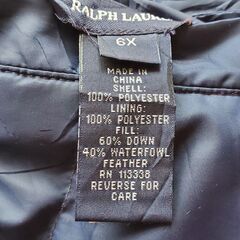 RALPH LAUREN
6X
MADE IN
CHINA
SHELL:
100% POLYESTER
LINING:
100% POLYESTER
FILL:
60% DOWN
40% WATERFOWL
FEATHER
RN 113338
REVERSE FOR
CARE